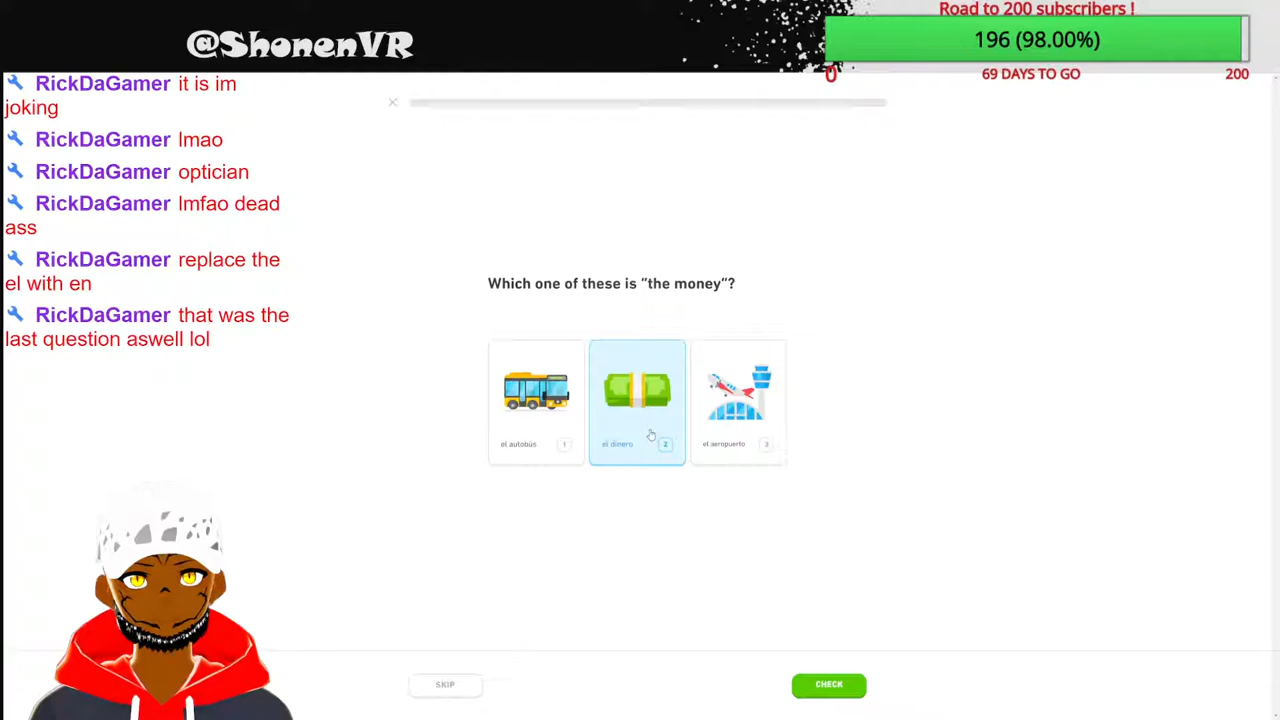 @ShonenVR
Road to 200 subscribers !
196 (98.00%)
0
69 DAYS TO GO
200
RickDaGamer it is im
joking
RickDaGamer lmao
RickDaGamer optician
RickDaGamer lmfao dead
ass
RickDaGamer replace the
el with en
RickDaGamer that was the
last question aswell lol
Which one of these is “the money”?
el autobús 1
el dinero 2
el aeropuerto 3
SKIP
CHECK